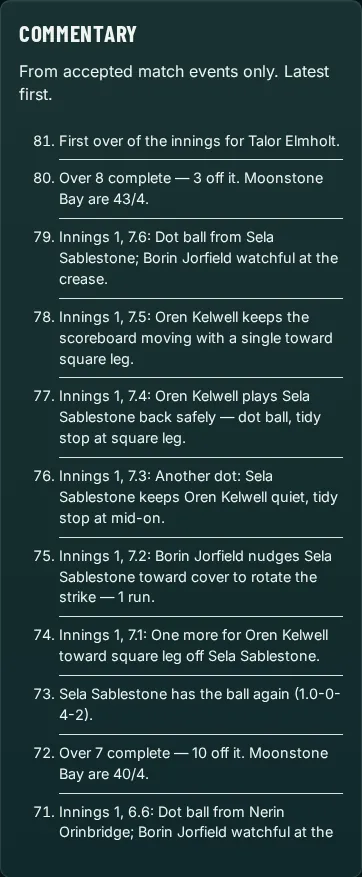 COMMENTARY
From accepted match events only. Latest
first.
81. First over of the innings for Talor Elmholt.
80. Over 8 complete — 3 off it. Moonstone
Bay are 43/4.
79. Innings 1, 7.6: Dot ball from Sela
Sablestone; Borin Jorfield watchful at the
crease.
78. Innings 1, 7.5: Oren Kelwell keeps the
scoreboard moving with a single toward
square leg.
77. Innings 1, 7.4: Oren Kelwell plays Sela
Sablestone back safely — dot ball, tidy
stop at square leg.
76. Innings 1, 7.3: Another dot: Sela
Sablestone keeps Oren Kelwell quiet, tidy
stop at mid-on.
75. Innings 1, 7.2: Borin Jorfield nudges Sela
Sablestone toward cover to rotate the
strike — 1 run.
74. Innings 1, 7.1: One more for Oren Kelwell
toward square leg off Sela Sablestone.
73. Sela Sablestone has the ball again (1.0-0-
4-2).
72. Over 7 complete — 10 off it. Moonstone
Bay are 40/4.
71. Innings 1, 6.6: Dot ball from Nerin
Orinbridge; Borin Jorfield watchful at the